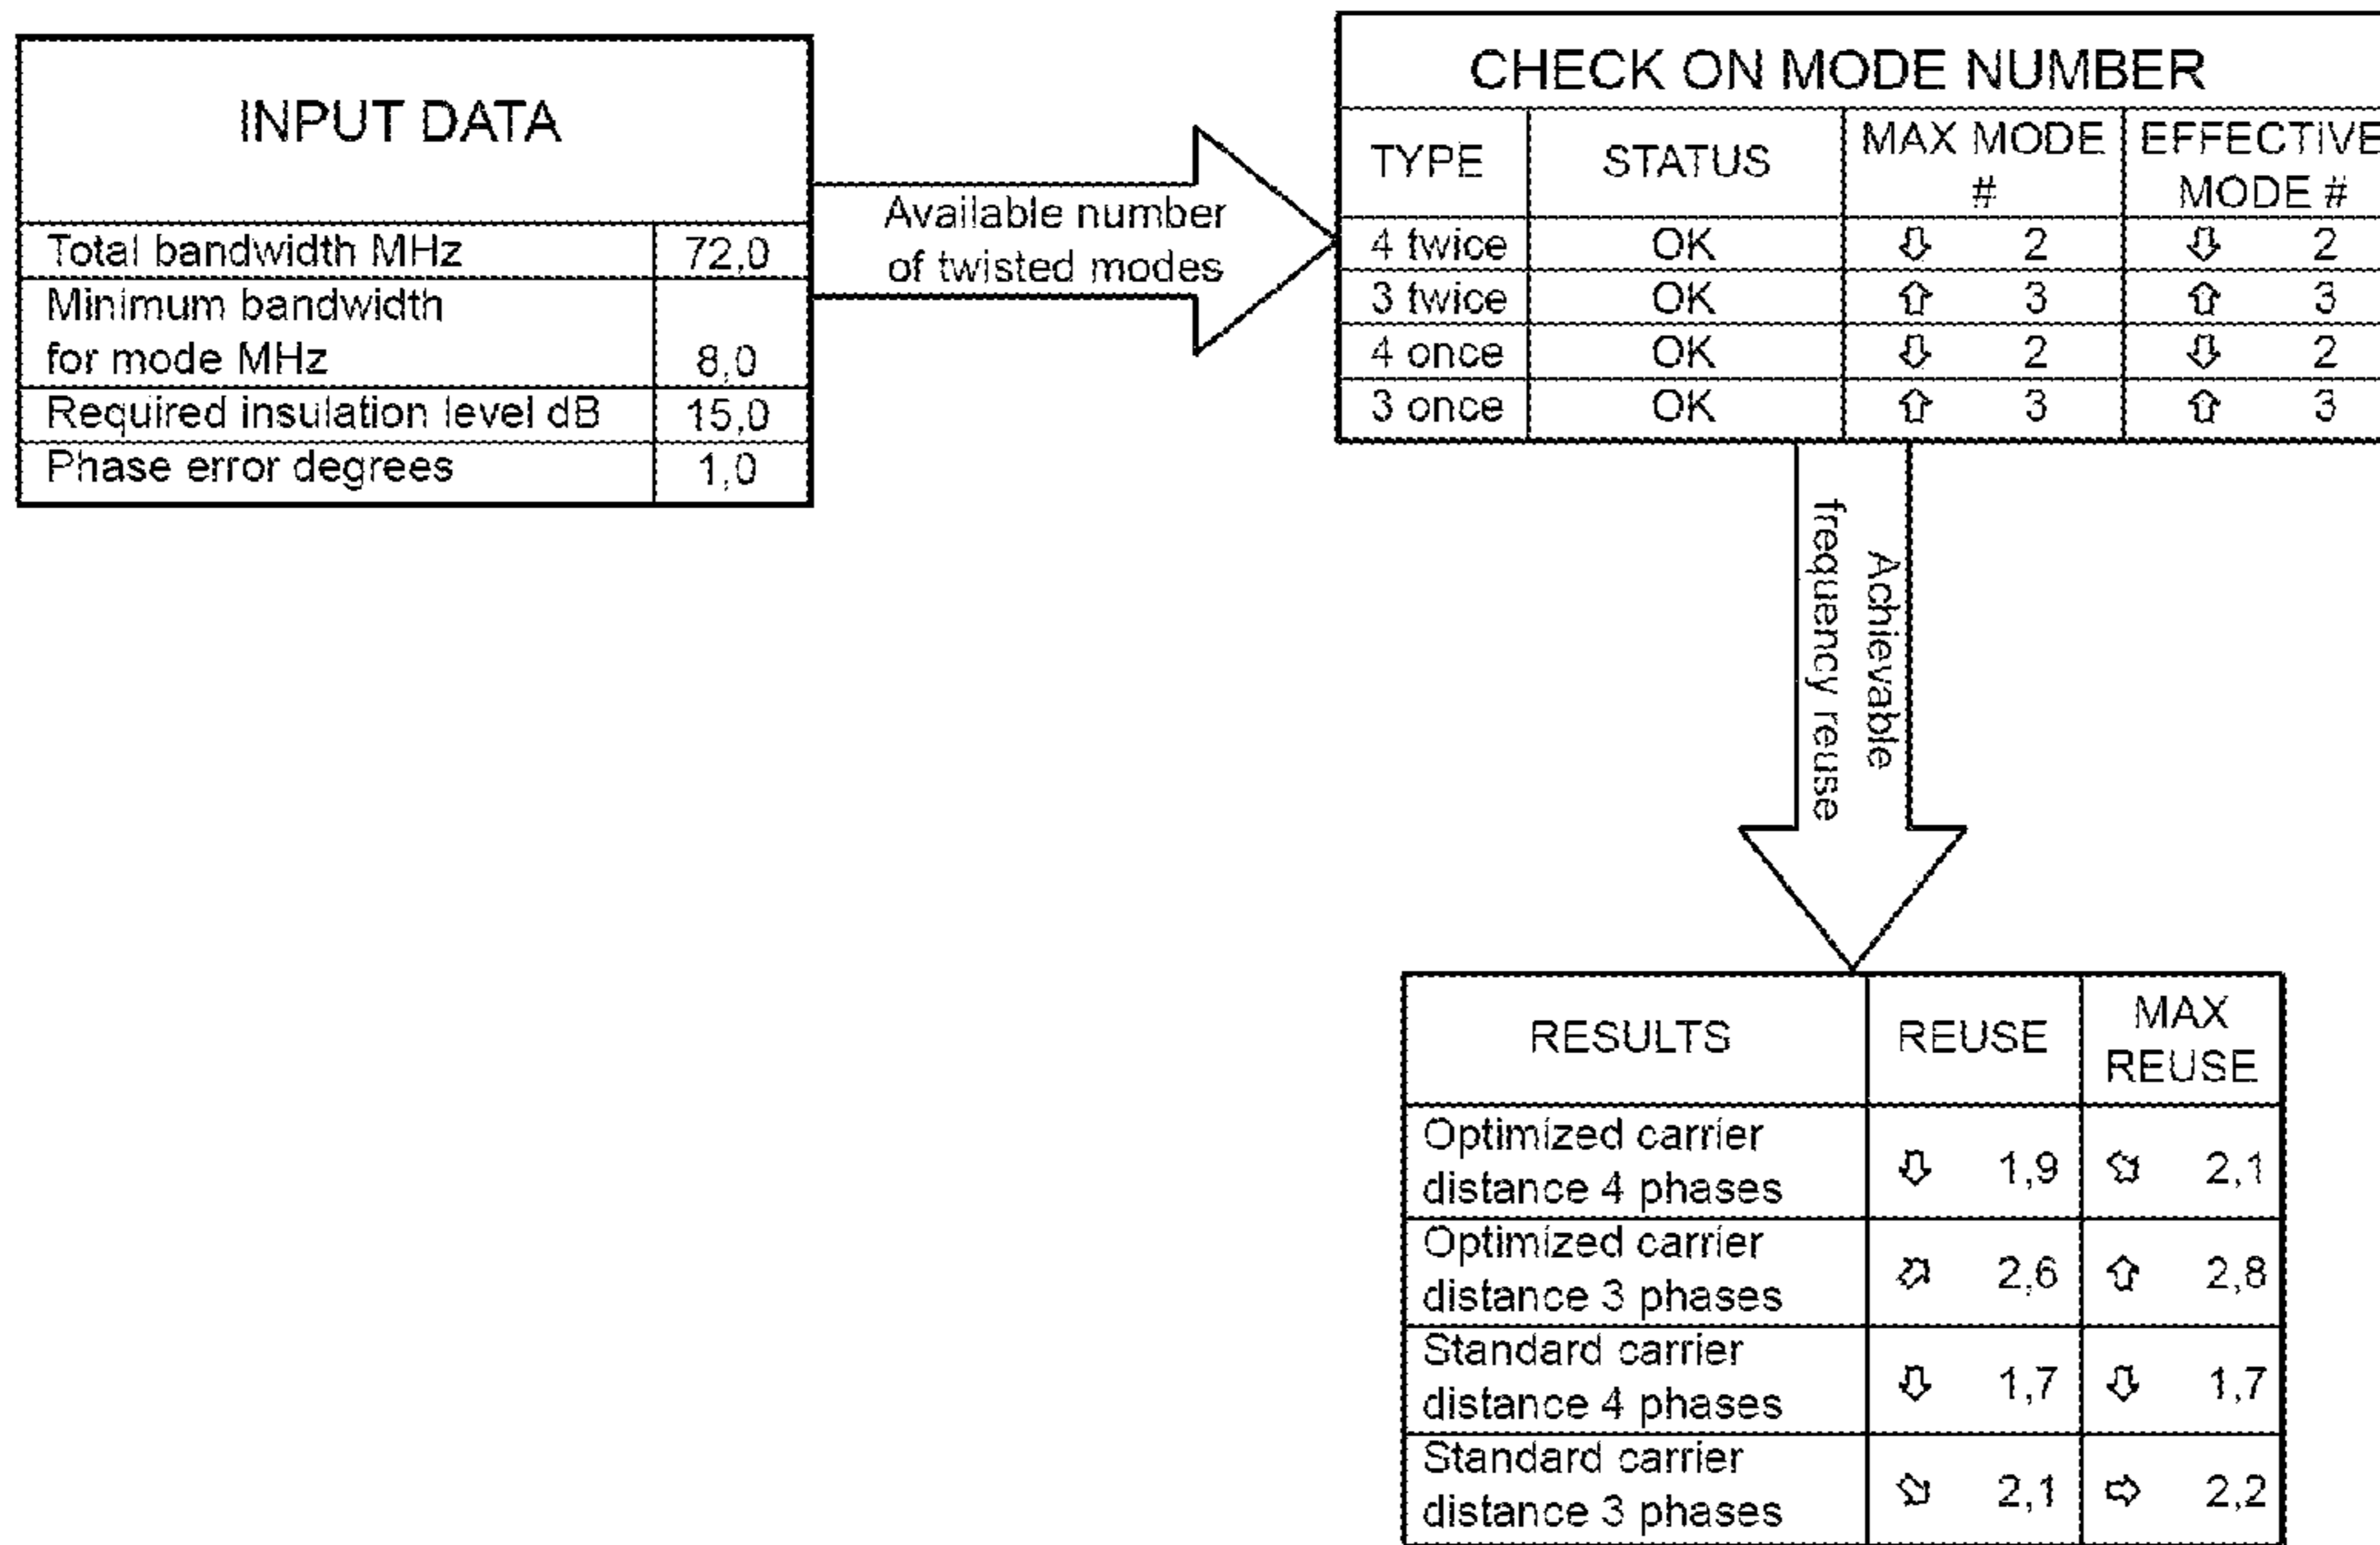 INPUT DATA
Total bandwidth MHz 72,0
Minimum bandwidth
for mode MHz 8,0
Required insulation level dB 15,0
Phase error degrees 1,0
Available number
of twisted modes
CHECK ON MODE NUMBER
TYPE STATUS MAX MODE # EFFECTIVE MODE #
4 twice OK 2 2
3 twice OK 3 3
4 once OK 2 2
3 once OK 3 3
Achievable
frequency reuse
RESULTS REUSE MAX REUSE
Optimized carrier
distance 4 phases 1,9 2,1
Optimized carrier
distance 3 phases 2,6 2,8
Standard carrier
distance 4 phases 1,7 1,7
Standard carrier
distance 3 phases 2,1 2,2